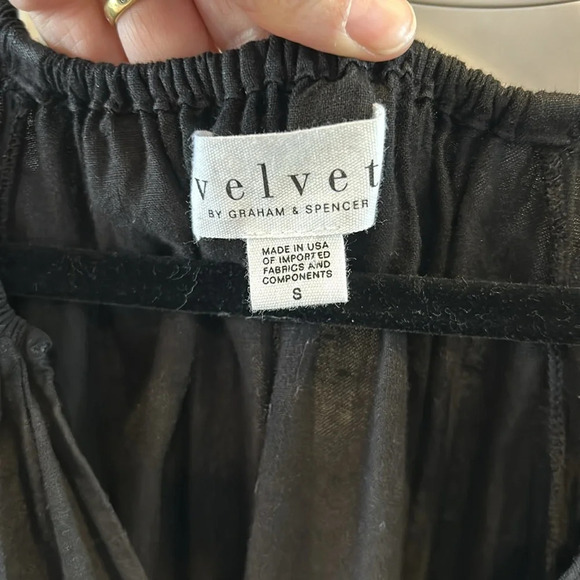 velvet
BY GRAHAM & SPENCER
MADE IN USA
OF IMPORTED
FABRICS AND
COMPONENTS
S